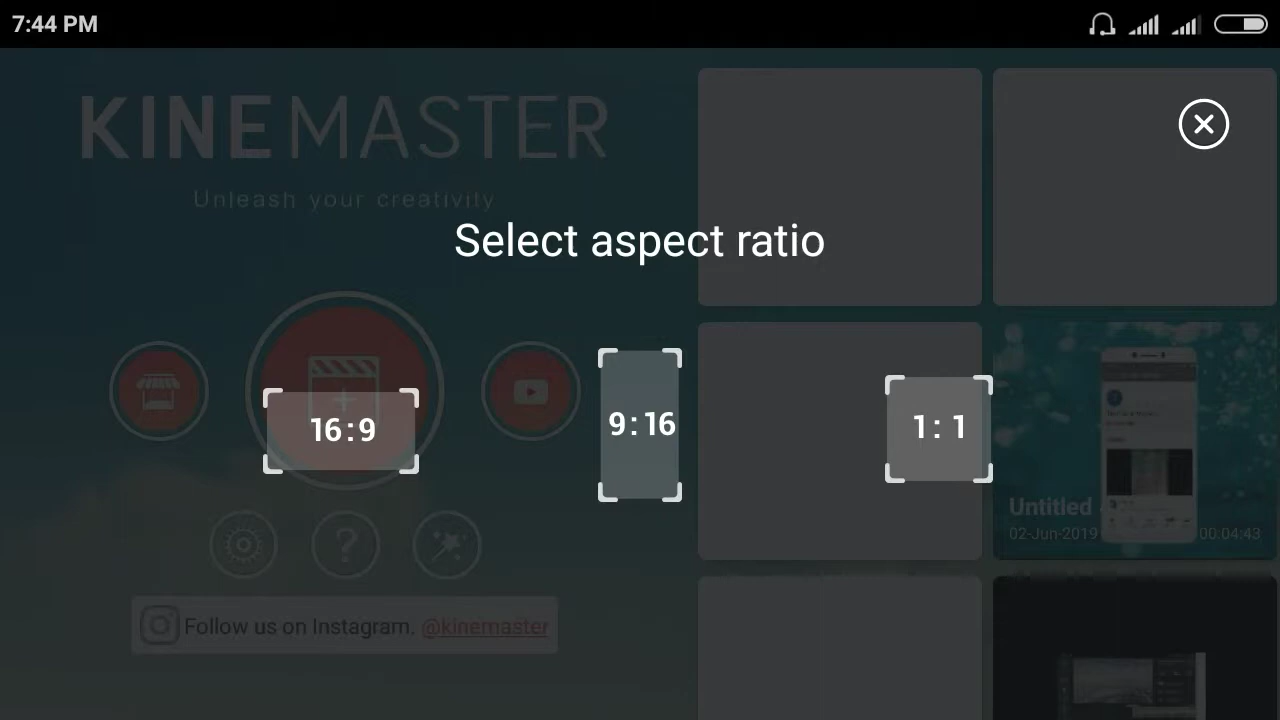 7:44 PM
KINEMASTER
Unleash your creativity
Select aspect ratio
16:9
9:16
1:1
Untitled
02-Jun-2019
00:04:43
Follow us on Instagram. @kinemaster